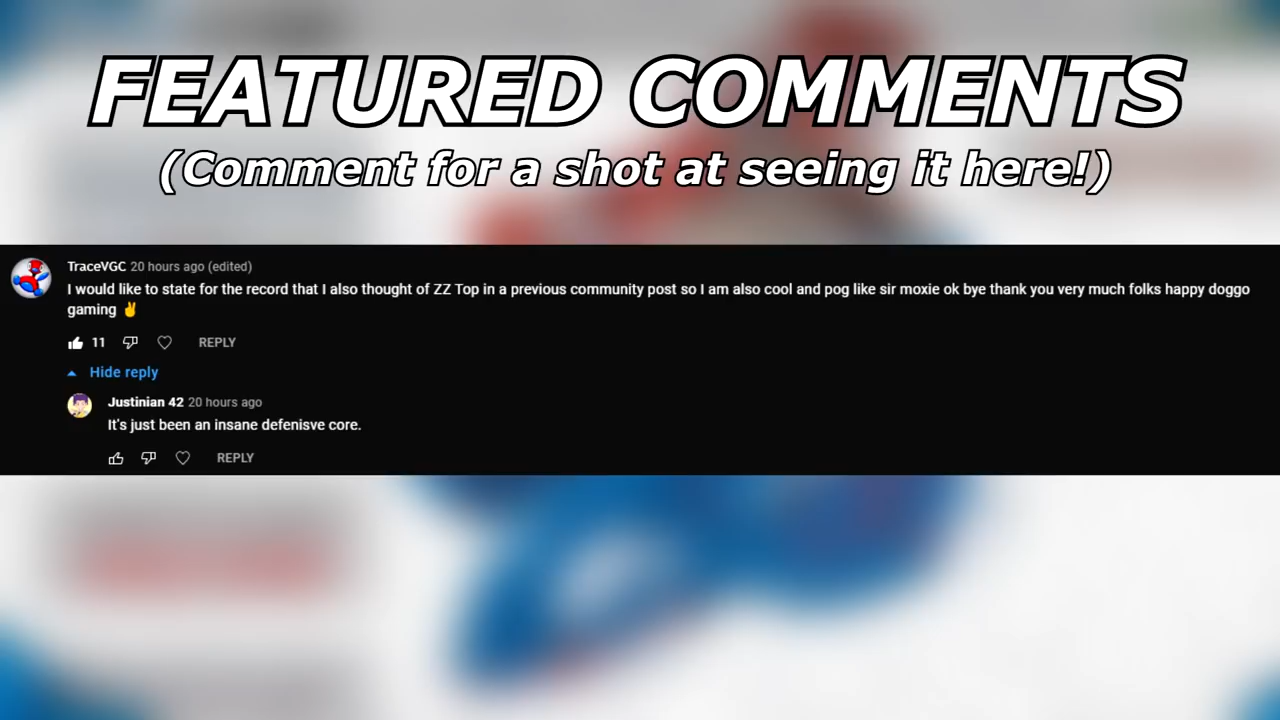 FEATURED COMMENTS
(Comment for a shot at seeing it here!)
TraceVGC 20 hours ago (edited)
I would like to state for the record that I also thought of ZZ Top in a previous community post so I am also cool and pog like sir moxie ok bye thank you very much folks happy doggo
gaming ✌
11 REPLY
Hide reply
Justinian 42 20 hours ago
It's just been an insane defenisve core.
REPLY